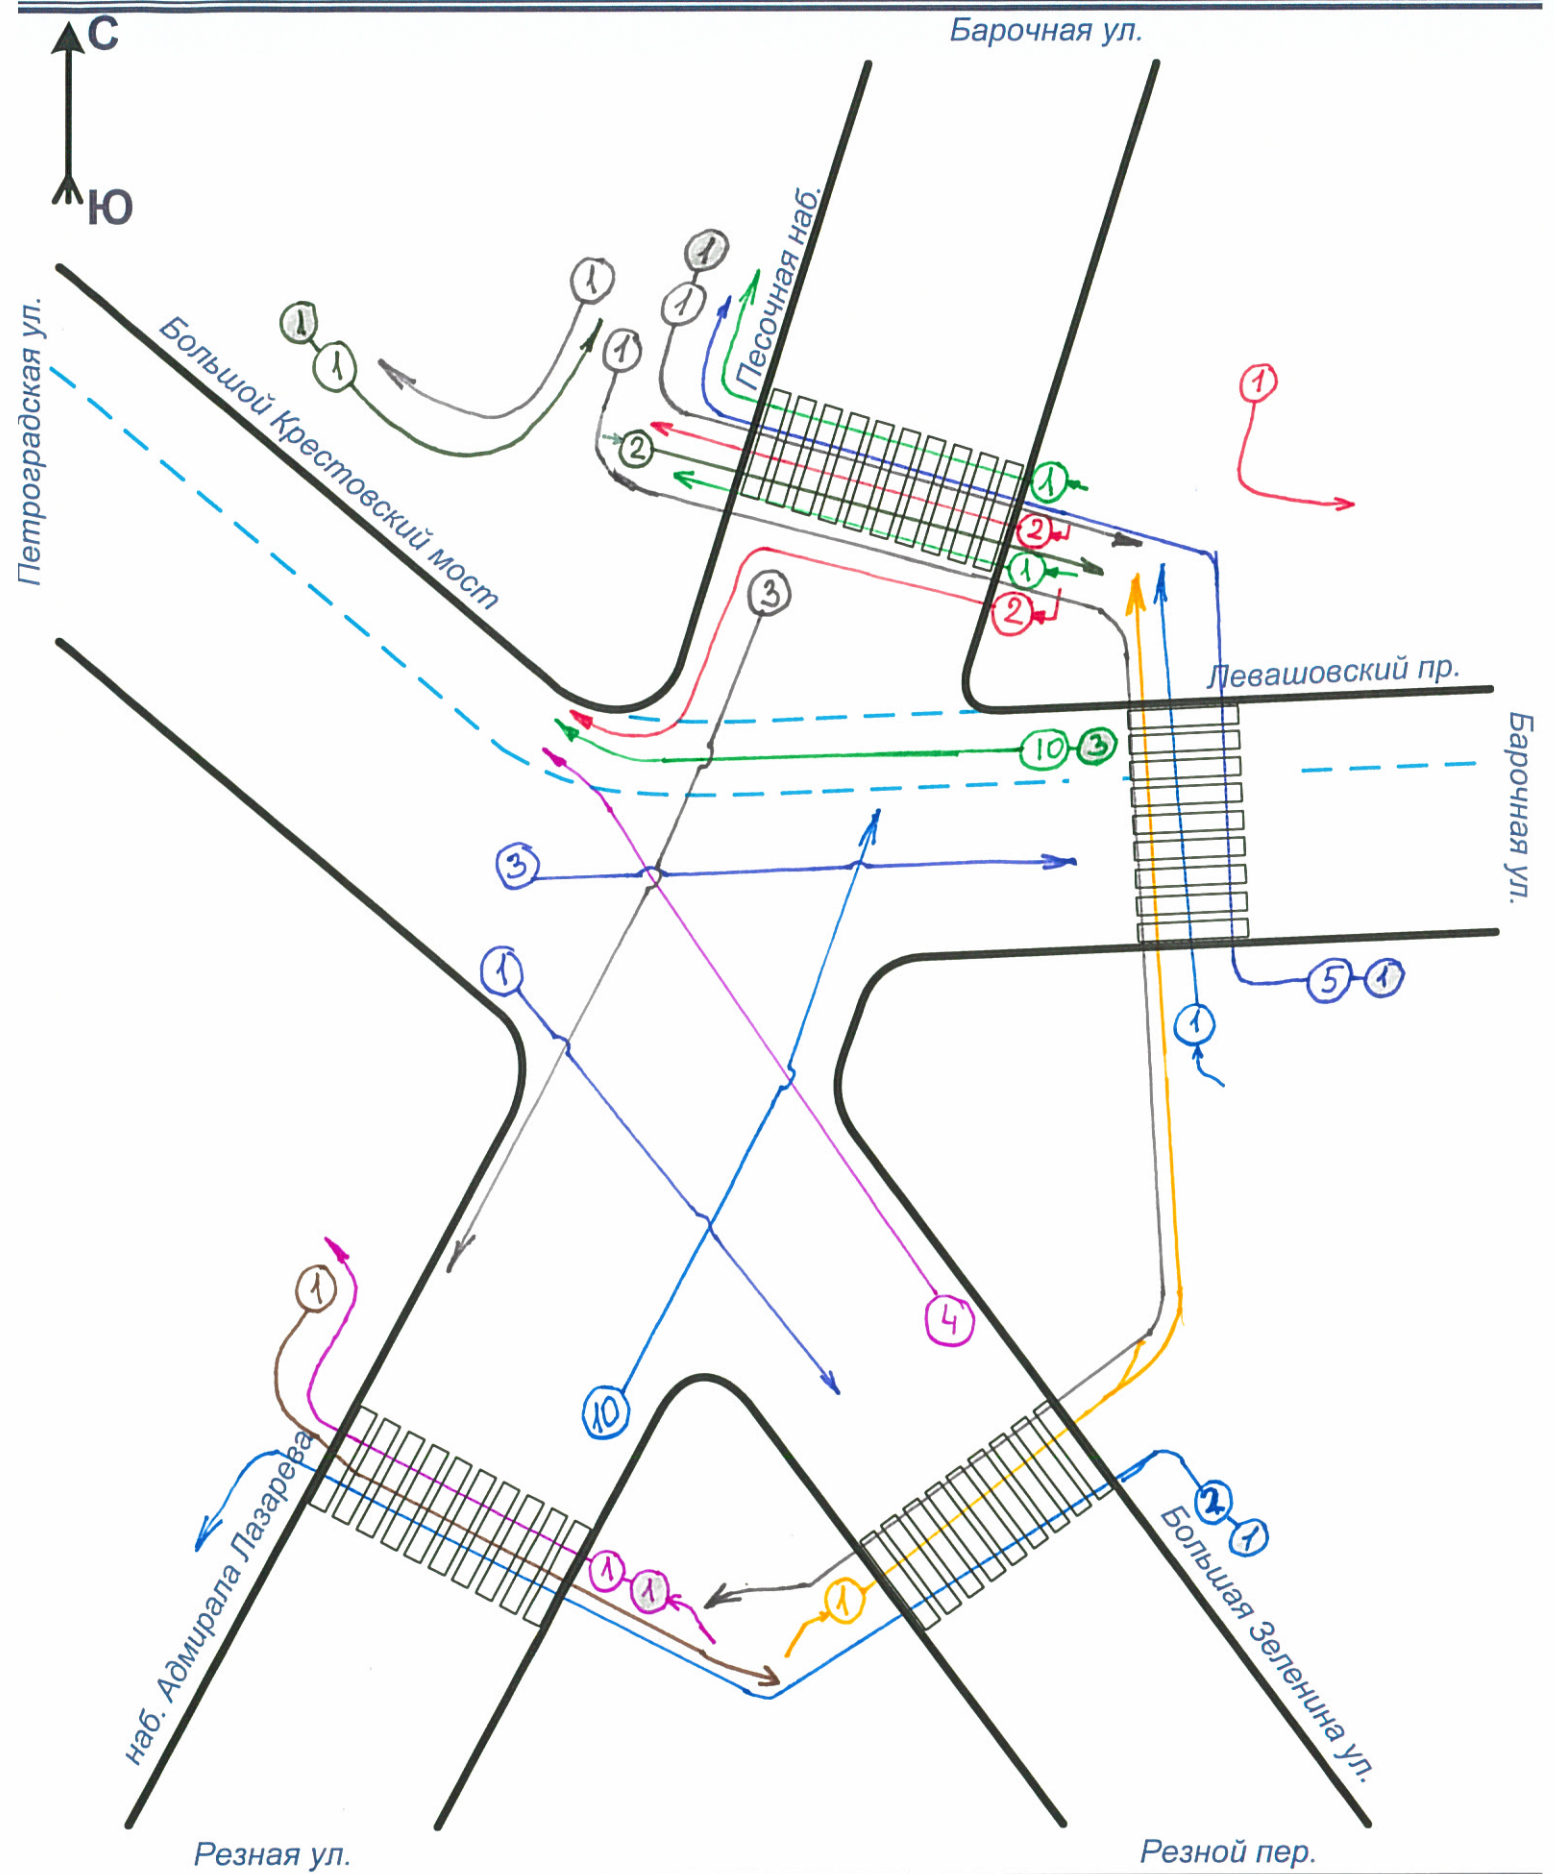 Барочная ул.
С
Ю
Песочная наб.
1
1
1
1
1
1
2
Большой Крестовский мост
Петроградская ул.
1
1
2
1
2
3
Левашовский пр.
Барочная ул.
10
3
3
1
5
1
1
1
4
10
2
1
1
1
1
наб. Адмирала Лазарева
Большая Зеленина ул.
Резная ул.
Резной пер.